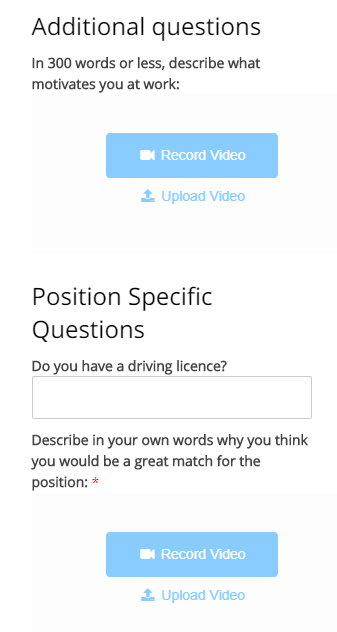 Additional questions
In 300 words or less, describe what
motivates you at work:
Record Video
Upload Video
Position Specific
Questions
Do you have a driving licence?
Describe in your own words why you think
you would be a great match for the
position: *
Record Video
Upload Video